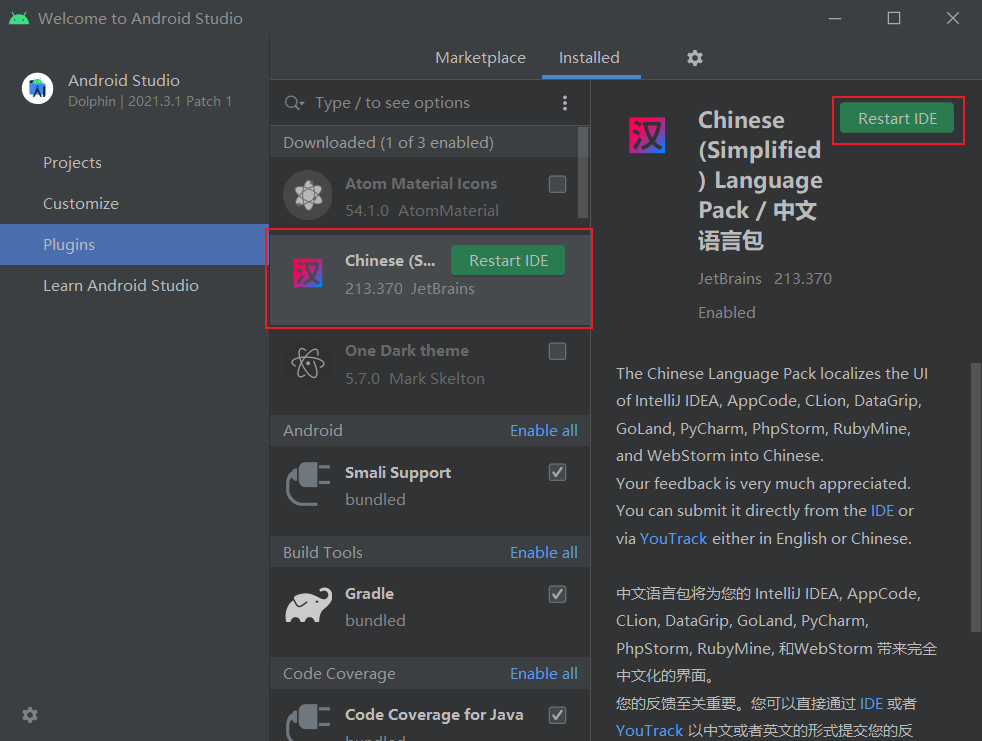 Welcome to Android Studio
Android Studio
Dolphin | 2021.3.1 Patch 1
Projects
Customize
Plugins
Learn Android Studio
Marketplace
Installed
Type / to see options
Downloaded (1 of 3 enabled)
Atom Material Icons
54.1.0 AtomMaterial
Chinese (S...
Restart IDE
213.370 JetBrains
One Dark theme
5.7.0 Mark Skelton
Android
Enable all
Smali Support
bundled
Build Tools
Enable all
Gradle
bundled
Code Coverage
Enable all
Code Coverage for Java
bundled
汉
Chinese
(Simplified
) Language
Pack / 中文
语言包
Restart IDE
JetBrains 213.370
Enabled
The Chinese Language Pack localizes the UI
of IntelliJ IDEA, AppCode, CLion, DataGrip,
GoLand, PyCharm, PhpStorm, RubyMine,
and WebStorm into Chinese.
Your feedback is very much appreciated.
You can submit it directly from the IDE or
via YouTrack either in English or Chinese.
中文语言包将为您的 IntelliJ IDEA, AppCode,
CLion, DataGrip, GoLand, PyCharm,
PhpStorm, RubyMine, 和WebStorm 带来完全
中文化的界面。
您的反馈至关重要。您可以直接通过 IDE 或者
YouTrack 以中文或者英文的形式提交您的反